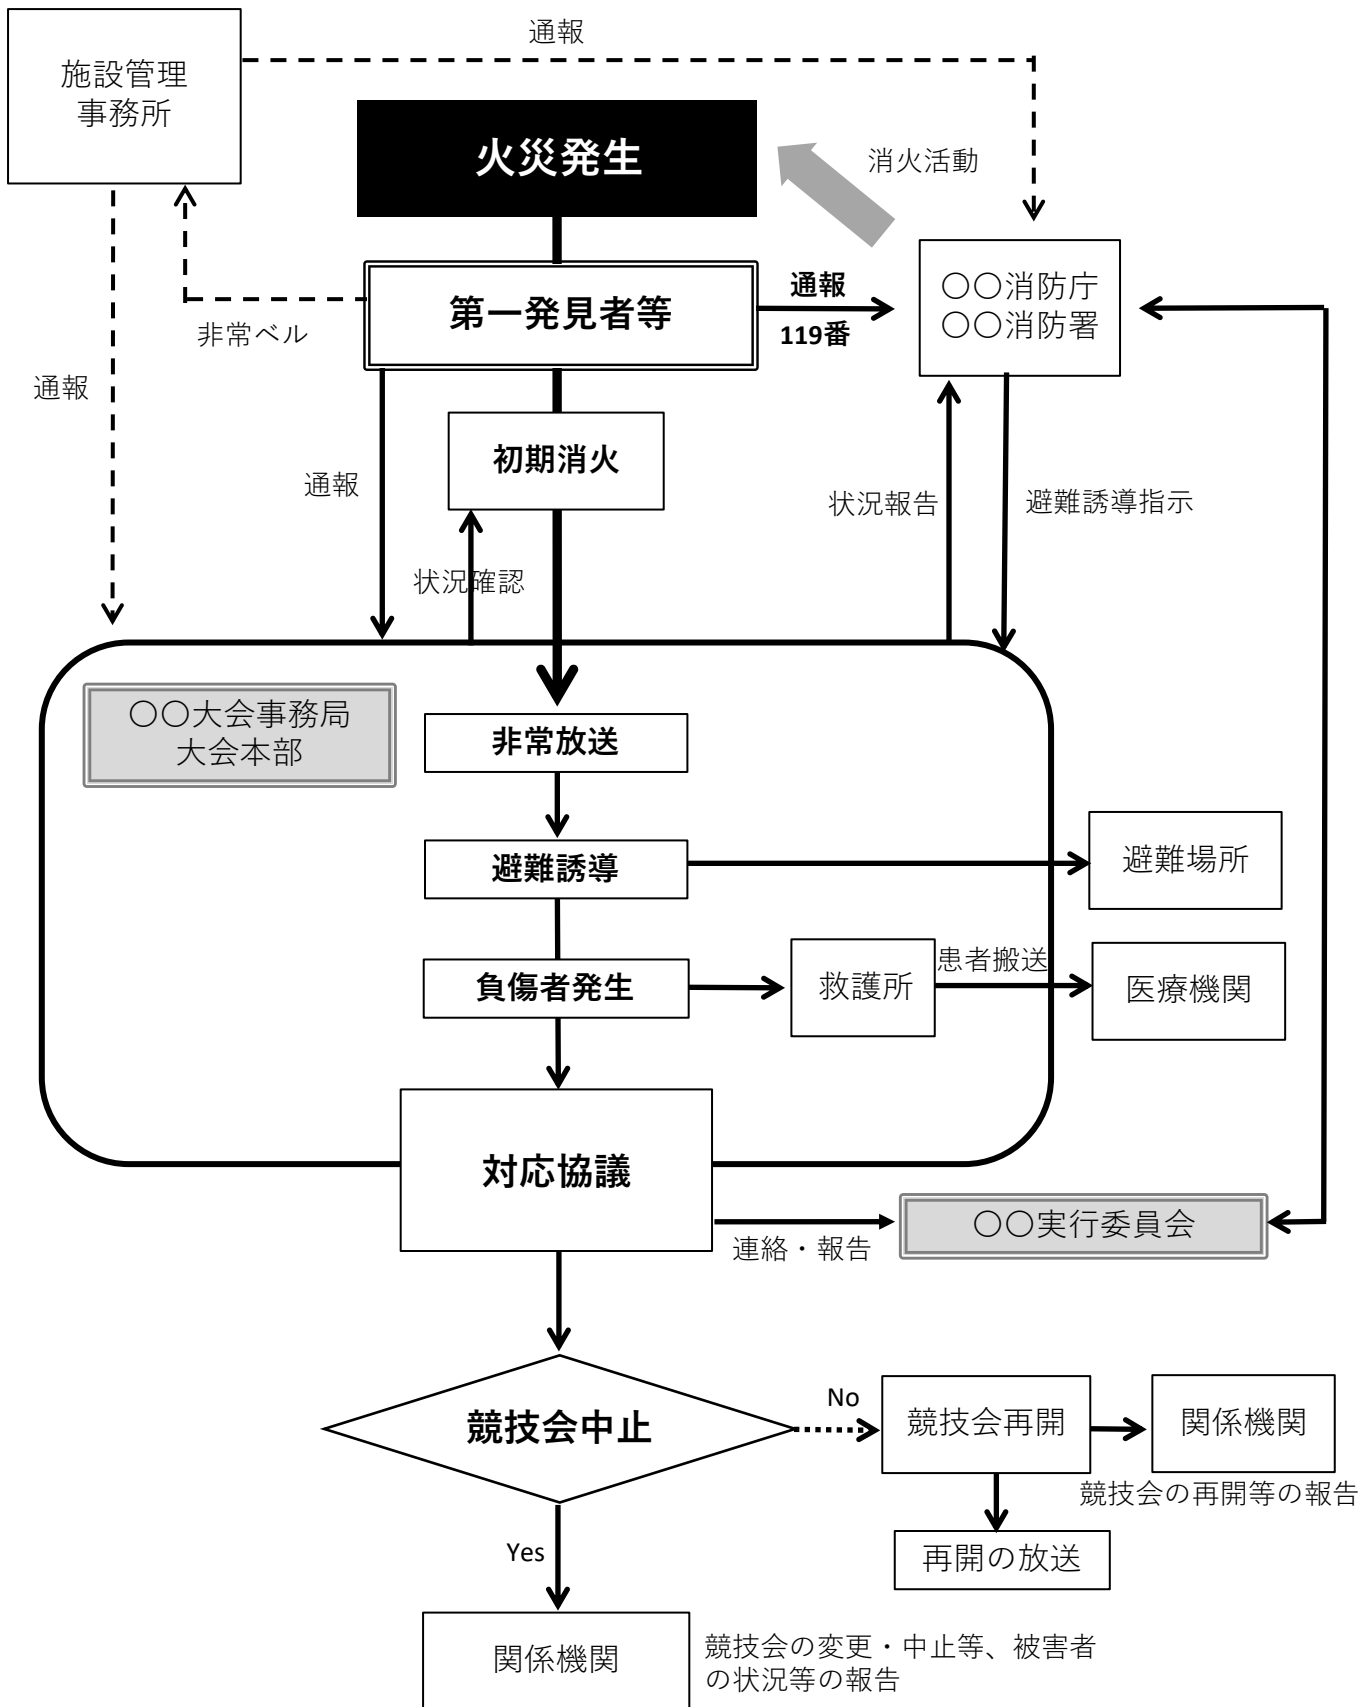 通報
施設管理
事務所
火災発生
消火活動
第一発見者等
通報
119番
〇〇消防庁
〇〇消防署
非常ベル
通報
初期消火
通報
状況報告
避難誘導指示
状況確認
〇〇大会事務局
大会本部
非常放送
避難誘導
避難場所
負傷者発生
救護所
患者搬送
医療機関
対応協議
〇〇実行委員会
連絡・報告
競技会中止
No
競技会再開
関係機関
競技会の再開等の報告
Yes
再開の放送
関係機関
競技会の変更・中止等、被害者
の状況等の報告